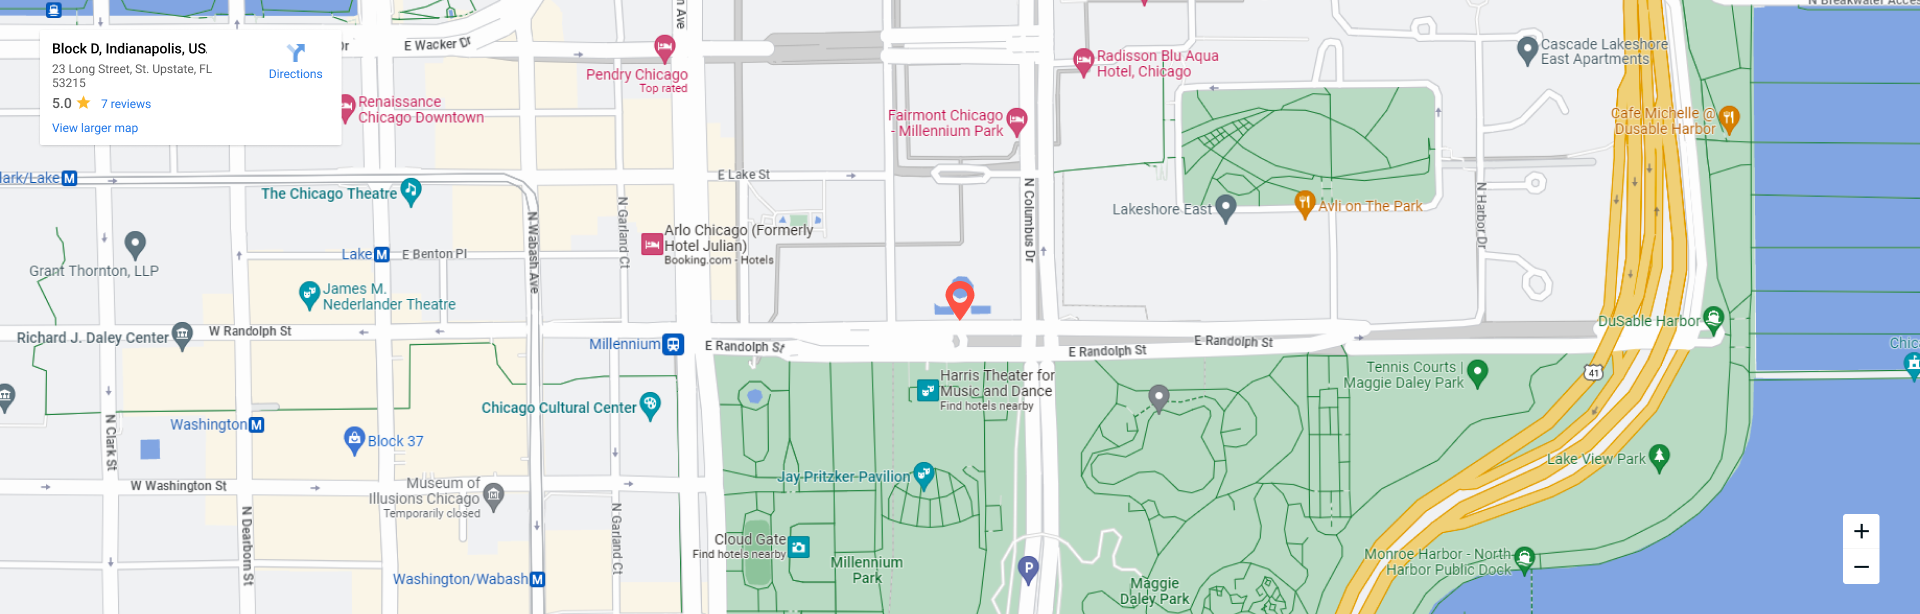 N Breakwater Acces
Block D, Indianapolis, US
23 Long Street, St. Upstate, FL
53215
5.0
7 reviews
View larger map
Directions
Dr
E Wacker Dr
n Ave
Pendry Chicago
Top rated
Renaissance
Chicago Downtown
Radisson Blu Aqua
Hotel, Chicago
Fairmont Chicago
- Millennium Park
Cascade Lakeshore
East Apartments
Cafe Michelle @
Dusable Harbor
lark/Lake
M
The Chicago Theatre
E Lake St
N Columbus Dr
N Wabash Ave
N Garland Ct
N Harbor Dr
Lakeshore East
Avli on The Park
Arlo Chicago (Formerly
Hotel Julian)
Booking.com - Hotels
Grant Thornton, LLP
Lake
M
E Benton Pl
James M.
Nederlander Theatre
Richard J. Daley Center
W Randolph St
Millennium
E Randolph St
E Randolph St
E Randolph St
DuSable Harbor
Chic
41
Tennis Courts |
Maggie Daley Park
Harris Theater for
Music and Dance
Find hotels nearby
Chicago Cultural Center
Washington
M
Block 37
N Clark St
Lake View Park
Jay Pritzker Pavilion
W Washington St
Museum of
Illusions Chicago
Temporarily closed
N Dearborn St
N Garland Ct
Cloud Gate
Find hotels nearby
Millennium
Park
P
Maggie
Daley Park
Monroe Harbor - North
Harbor Public Dock
Washington/Wabash
M
+
−